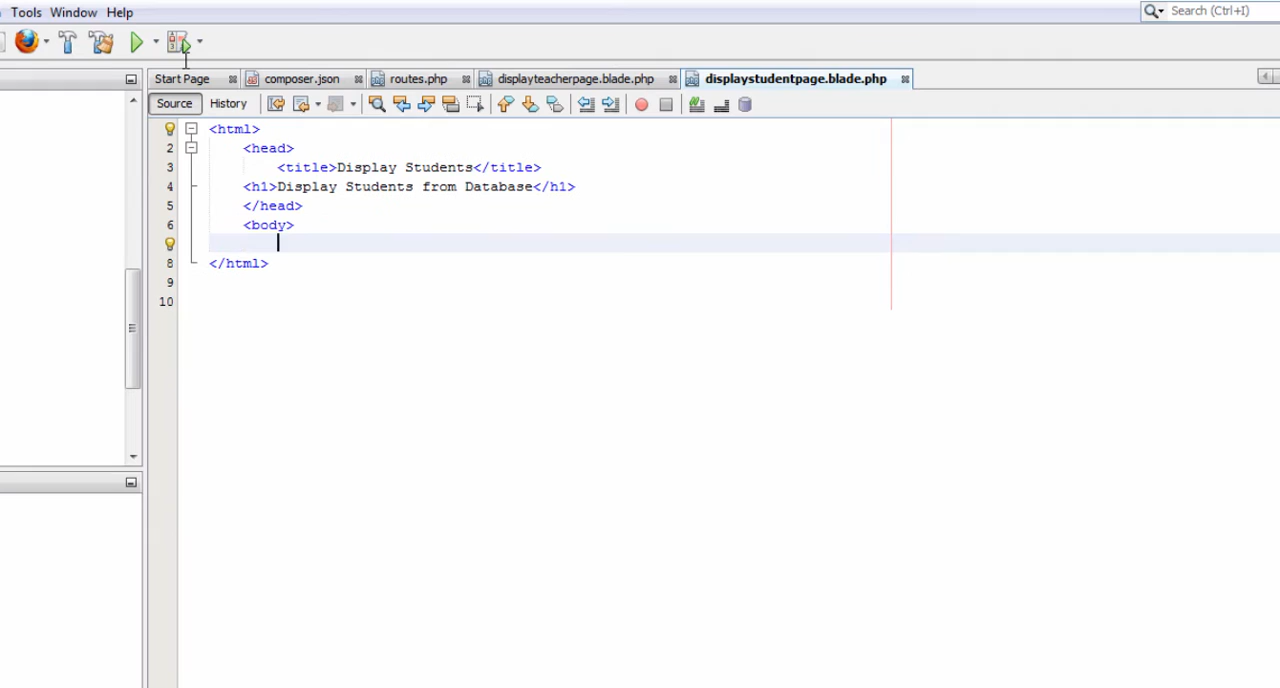 Tools Window Help
Search (Ctrl+I)
Start Page composer.json routes.php displayteacherpage.blade.php displaystudentpage.blade.php
Source History
<html>
2 <head>
3 <title>Display Students</title>
4 <h1>Display Students from Database</h1>
5 </head>
6 <body>
8 </html>
9
10